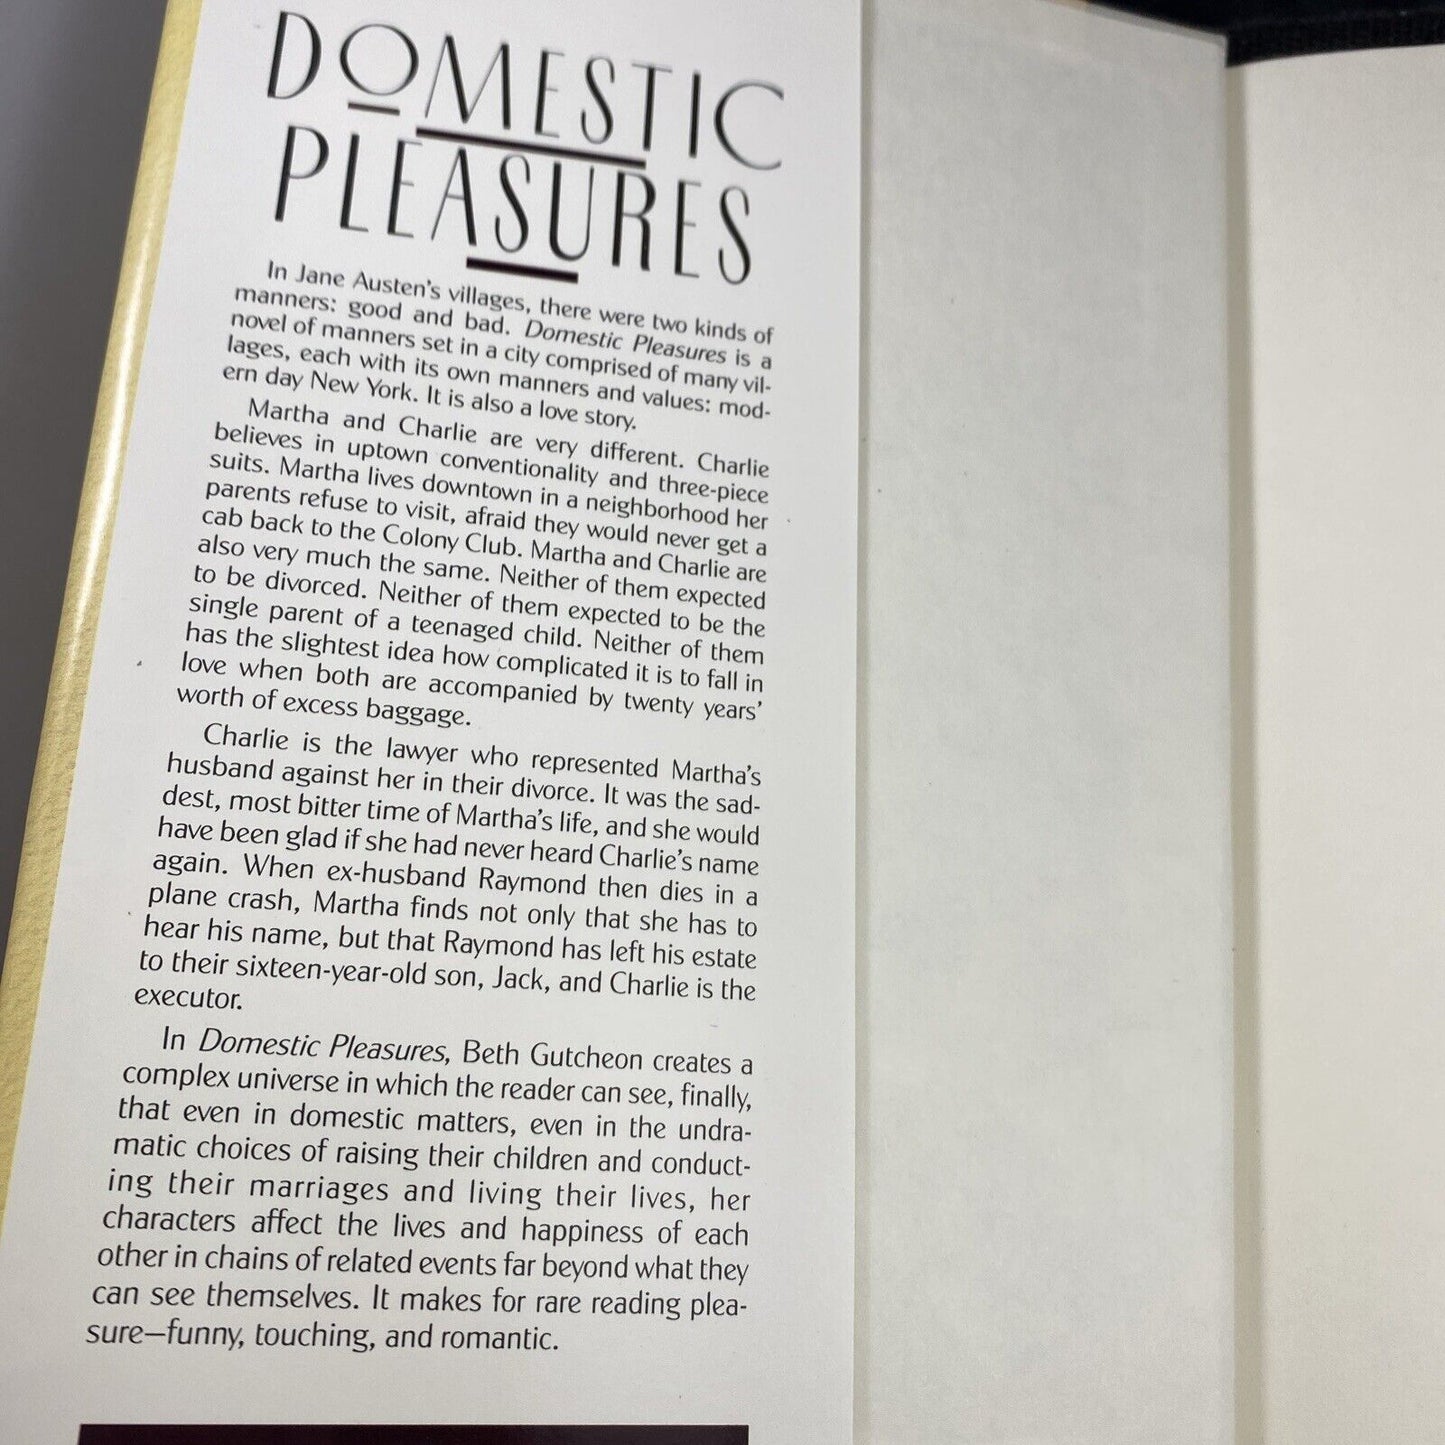 DOMESTIC
PLEASURES
In Jane Austen's villages, there were two kinds of
manners: good and bad. Domestic Pleasures is a
novel of manners set in a city comprised of many vil-
lages, each with its own manners and values: mod-
ern day New York. It is also a love story.
Martha and Charlie are very different. Charlie
believes in uptown conventionality and three-piece
suits. Martha lives downtown in a neighborhood her
parents refuse to visit, afraid they would never get a
cab back to the Colony Club. Martha and Charlie are
also very much the same. Neither of them expected
to be divorced. Neither of them expected to be the
single parent of a teenaged child. Neither of them
has the slightest idea how complicated it is to fall in
love when both are accompanied by twenty years'
worth of excess baggage.
Charlie is the lawyer who represented Martha's
husband against her in their divorce. It was the sad-
dest, most bitter time of Martha's life, and she would
have been glad if she had never heard Charlie's name
again. When ex-husband Raymond then dies in a
plane crash, Martha finds not only that she has to
hear his name, but that Raymond has left his estate
to their sixteen-year-old son, Jack, and Charlie is the
executor.
In Domestic Pleasures, Beth Gutcheon creates a
complex universe in which the reader can see, finally,
that even in domestic matters, even in the undra-
matic choices of raising their children and conduct-
ing their marriages and living their lives, her
characters affect the lives and happiness of each
other in chains of related events far beyond what they
can see themselves. It makes for rare reading plea-
sure—funny, touching, and romantic.